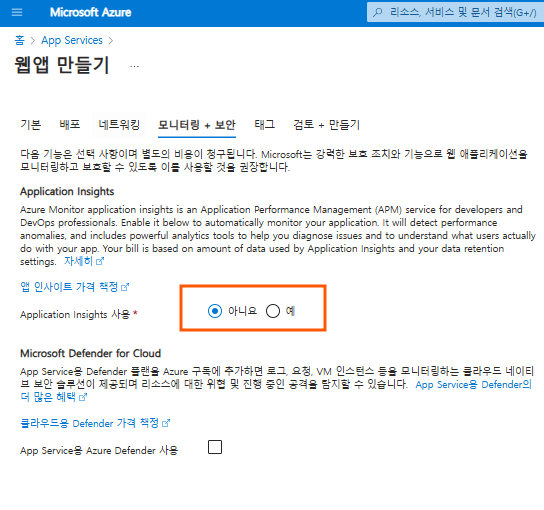 Microsoft Azure
리소스, 서비스 및 문서 검색(G+/)
홈 > App Services >
웹앱 만들기 ...
기본 배포 네트워킹 모니터링 + 보안 태그 검토 + 만들기
다음 기능은 선택 사항이며 별도의 비용이 청구됩니다. Microsoft는 강력한 보호 조치와 기능으로 웹 애플리케이션을
모니터링하고 보호할 수 있도록 이를 사용할 것을 권장합니다.
Application Insights
Azure Monitor application insights is an Application Performance Management (APM) service for developers and
DevOps professionals. Enable it below to automatically monitor your application. It will detect performance
anomalies, and includes powerful analytics tools to help you diagnose issues and to understand what users actually
do with your app. Your bill is based on amount of data used by Application Insights and your data retention
settings. 자세히
앱 인사이트 가격 책정
Application Insights 사용 * 아니요 예
Microsoft Defender for Cloud
App Service용 Defender 플랜을 Azure 구독에 추가하면 로그, 요청, VM 인스턴스 등을 모니터링하는 클라우드 네이티
브 보안 솔루션이 제공되며 리소스에 대한 위협 및 진행 중인 공격을 탐지할 수 있습니다. App Service용 Defender의
더 많은 혜택
클라우드용 Defender 가격 책정
App Service용 Azure Defender 사용